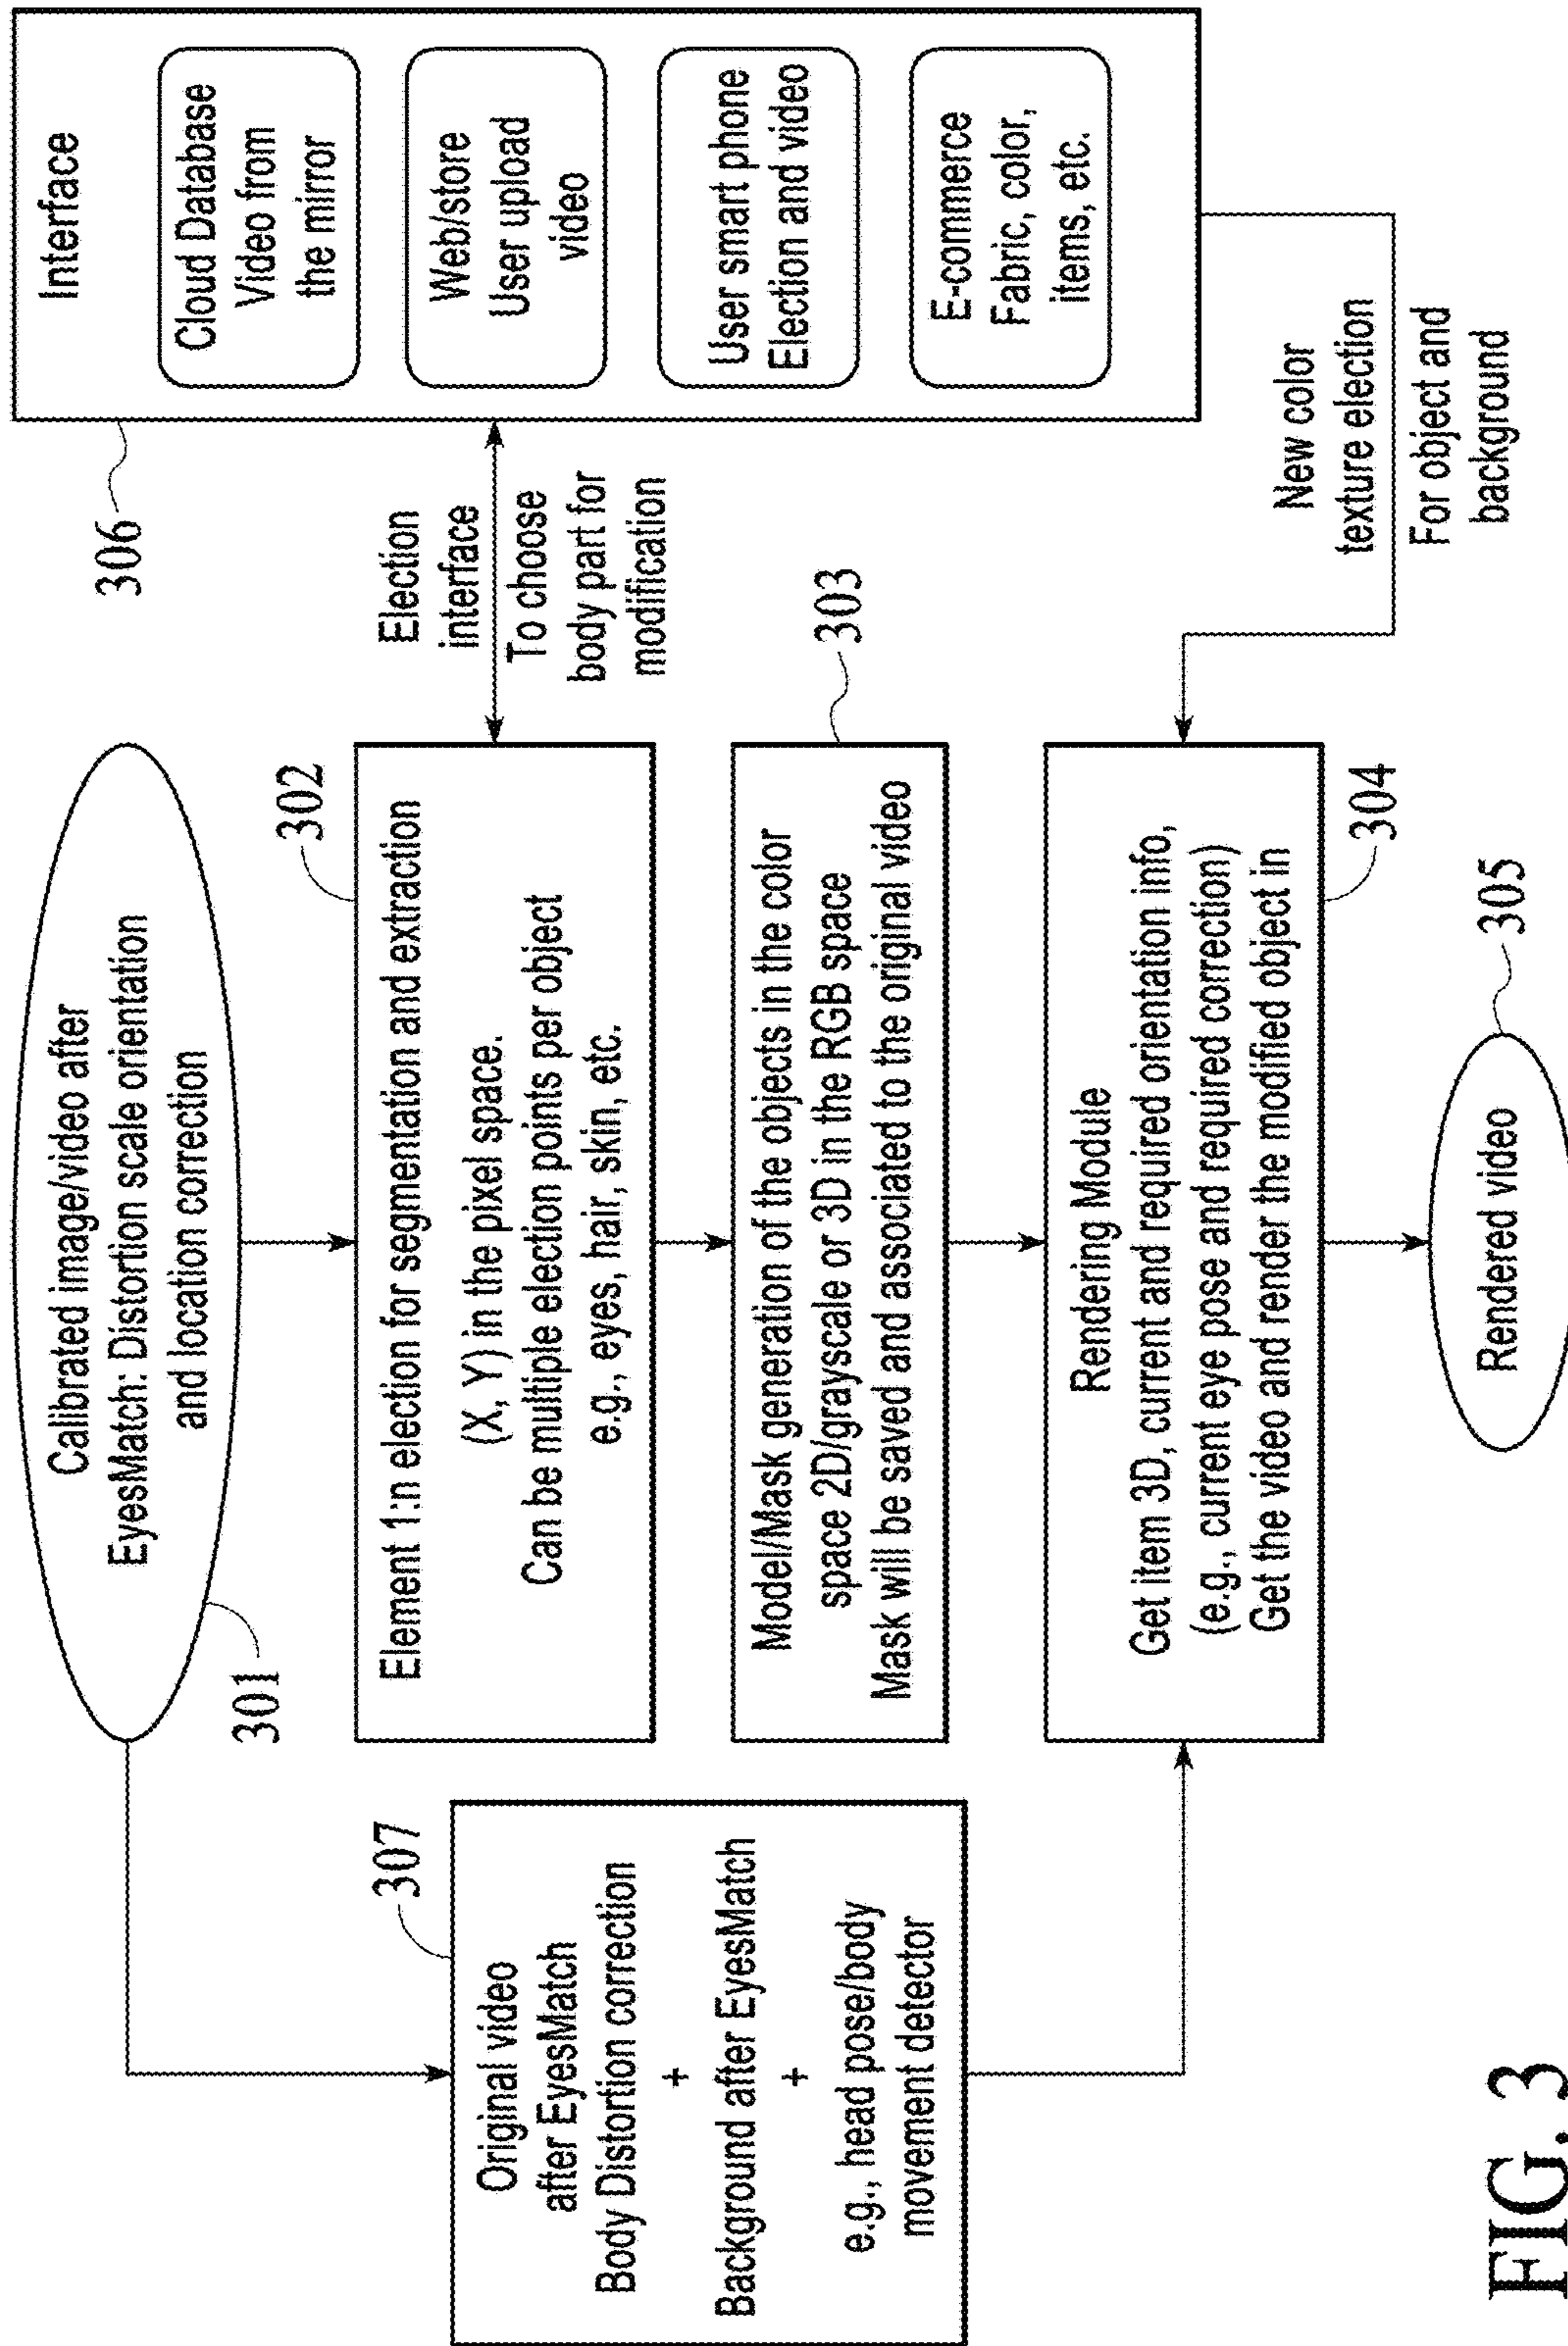 Calibrated image/video after
EyesMatch: Distortion scale orientation
and location correction
301
Element 1:n election for segmentation and extraction
(X, Y) in the pixel space.
Can be multiple election points per object
e.g., eyes, hair, skin, etc.
302
Model/Mask generation of the objects in the color
space 2D/grayscale or 3D in the RGB space
Mask will be saved and associated to the original video
303
Rendering Module
Get item 3D, current and required orientation info,
(e.g., current eye pose and required correction)
Get the video and render the modified object in
304
Rendered video
305
307
Original video
after EyesMatch
Body Distortion correction
+
Background after EyesMatch
+
e.g., head pose/body
movement detector
Election
interface
To choose
body part for
modification
306
Interface
Cloud Database
Video from
the mirror
Web/store
User upload
video
User smart phone
Election and video
E-commerce
Fabric, color,
items, etc.
New color
texture election
For object and
background
FIG. 3